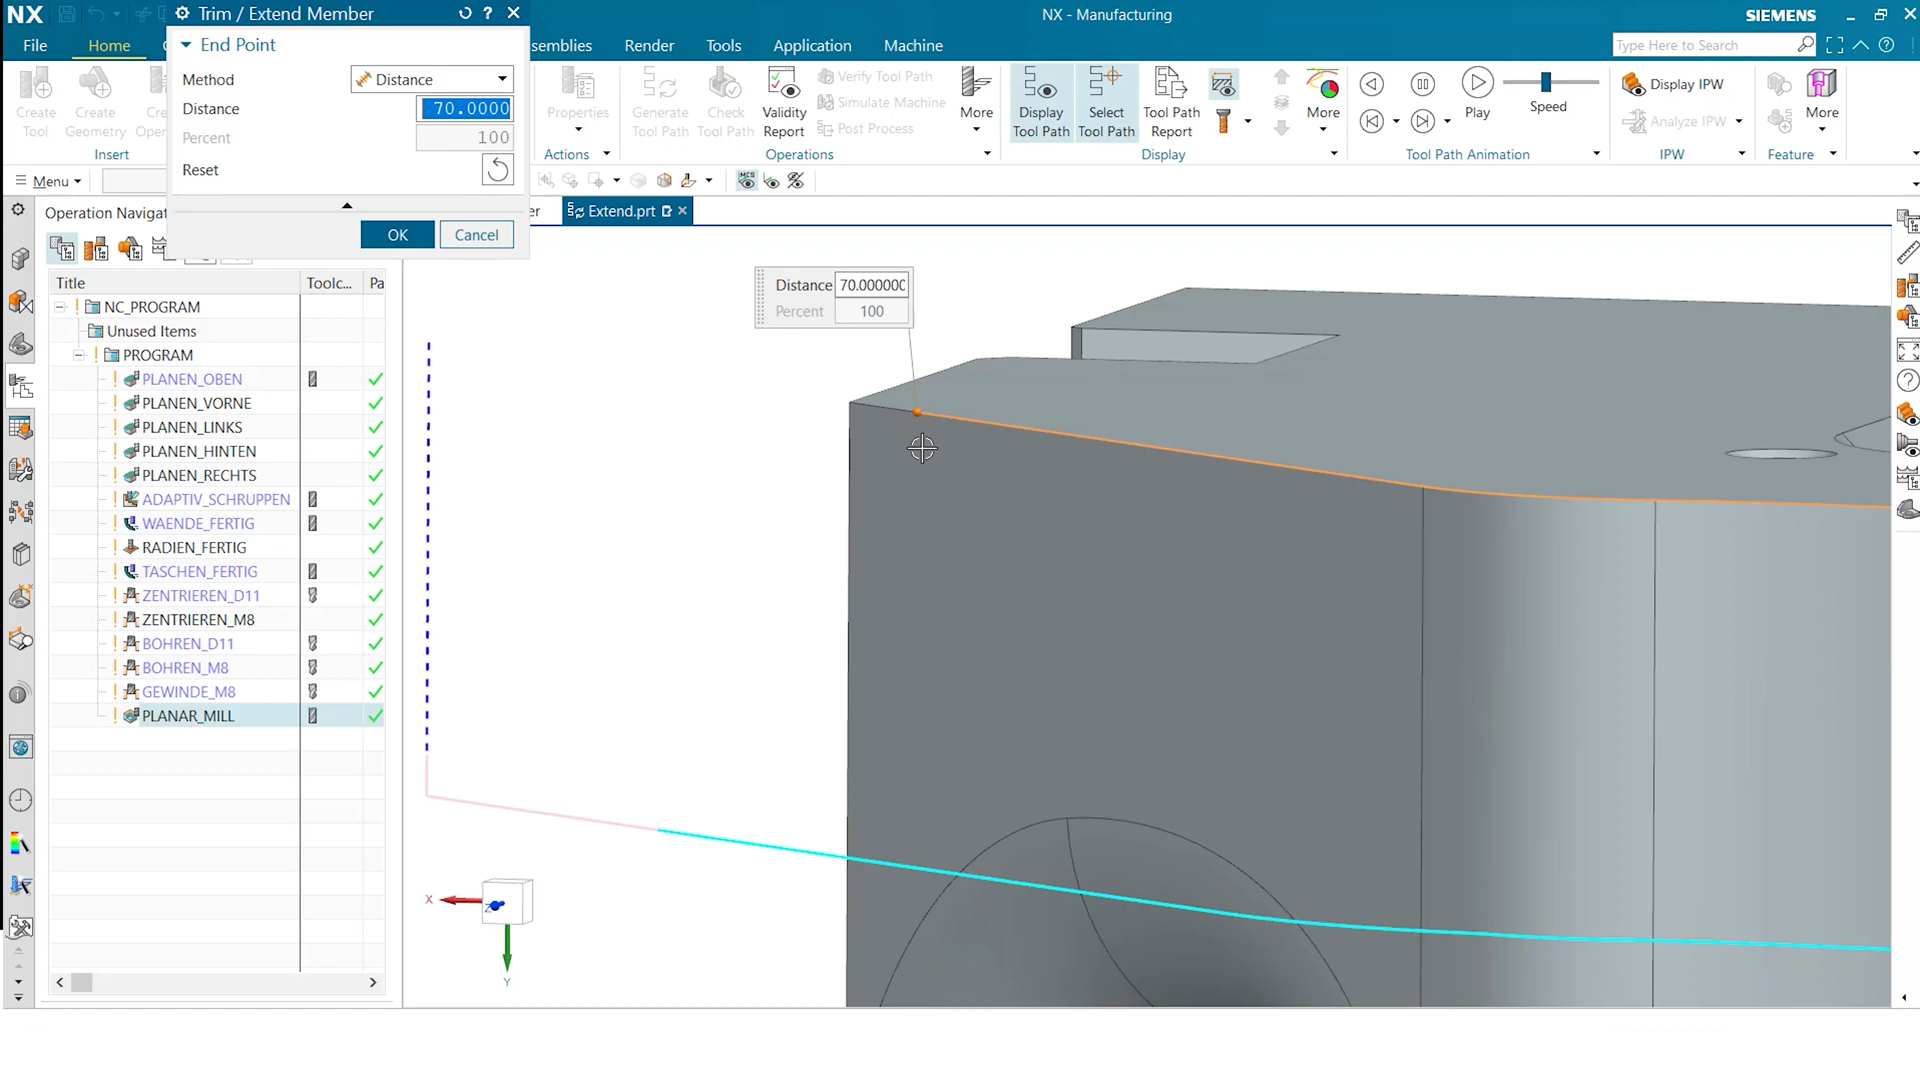 NX
Trim / Extend Member
?
NX - Manufacturing
SIEMENS
File
Home
semblies
Render
Tools
Application
Machine
Type Here to Search
End Point
Method
Distance
Distance
70.0000
Percent
100
Reset
OK
Cancel
Create
Tool
Create
Geometry
Cre
Oper
Insert
Properties
Actions
Generate
Tool Path
Check
Tool Path
Validity
Report
Verify Tool Path
Simulate Machine
Post Process
More
Operations
Display
Tool Path
Select
Tool Path
Tool Path
Report
More
Display
Play
Speed
Tool Path Animation
Display IPW
Analyze IPW
IPW
More
Feature
Menu
MCS
Operation Navigat
er
Extend.prt
Title
Toolc...
Pa
NC_PROGRAM
Unused Items
PROGRAM
PLANEN_OBEN
PLANEN_VORNE
PLANEN_LINKS
PLANEN_HINTEN
PLANEN_RECHTS
ADAPTIV_SCHRUPPEN
WAENDE_FERTIG
RADIEN_FERTIG
TASCHEN_FERTIG
ZENTRIEREN_D11
ZENTRIEREN_M8
BOHREN_D11
BOHREN_M8
GEWINDE_M8
PLANAR_MILL
Distance
70.000000
Percent
100
X
Z
Y